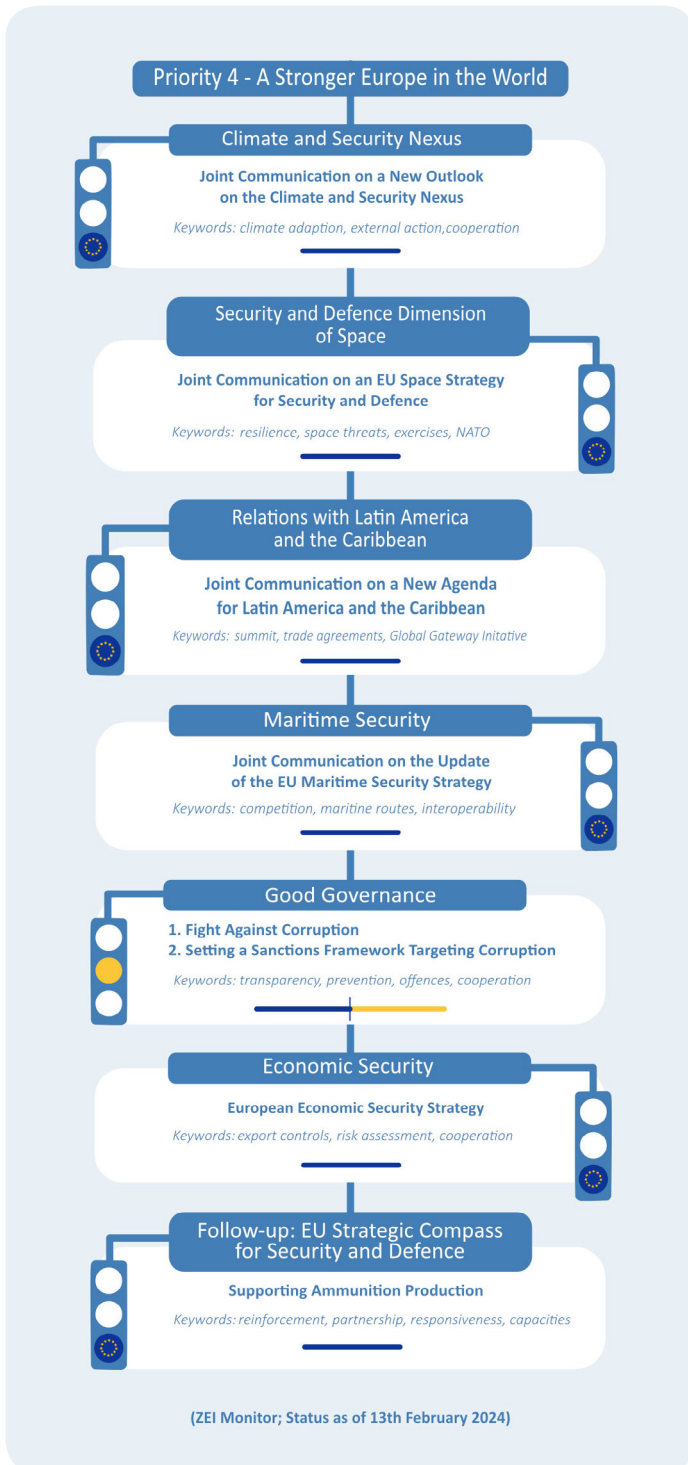 Priority 4 - A Stronger Europe in the World
Climate and Security Nexus
Joint Communication on a New Outlook
on the Climate and Security Nexus
Keywords: climate adaption, external action,cooperation
Security and Defence Dimension
of Space
Joint Communication on an EU Space Strategy
for Security and Defence
Keywords: resilience, space threats, exercises, NATO
Relations with Latin America
and the Caribbean
Joint Communication on a New Agenda
for Latin America and the Caribbean
Keywords: summit, trade agreements, Global Gateway Initative
Maritime Security
Joint Communication on the Update
of the EU Maritime Security Strategy
Keywords: competition, maritine routes, interoperability
Good Governance
1. Fight Against Corruption
2. Setting a Sanctions Framework Targeting Corruption
Keywords: transparency, prevention, offences, cooperation
Economic Security
European Economic Security Strategy
Keywords: export controls, risk assessment, cooperation
Follow-up: EU Strategic Compass
for Security and Defence
Supporting Ammunition Production
Keywords: reinforcement, partnership, responsiveness, capacities
(ZEI Monitor; Status as of 13th February 2024)